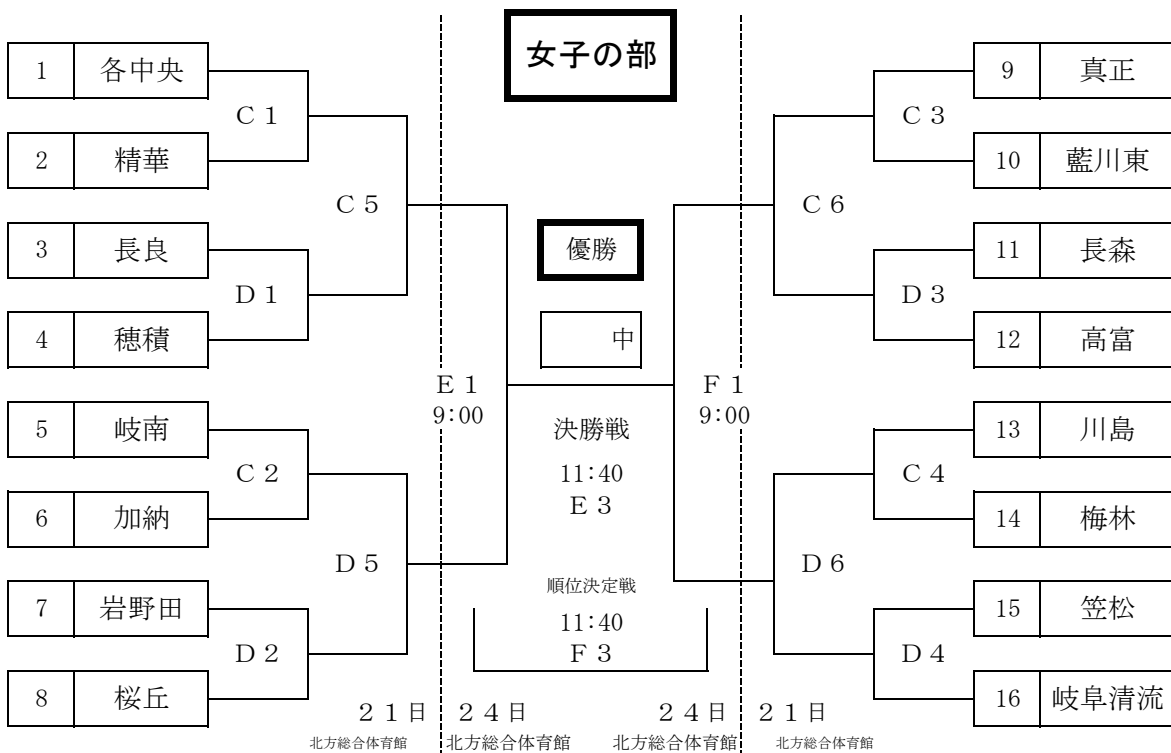 女子の部
1 各中央
C1
2 精華
C5
3 長良
D1
4 穂積
5 岐南
C2
6 加納
D5
7 岩野田
D2
8 桜丘
E1
9:00
優勝
中
決勝戦
11:40
E3
順位決定戦
11:40
F3
F1
9:00
9 真正
C3
10 藍川東
C6
11 長森
D3
12 高富
13 川島
C4
14 梅林
D6
15 笠松
D4
16 岐阜清流
21日 24日 24日 21日
北方総合体育館 北方総合体育館 北方総合体育館 北方総合体育館